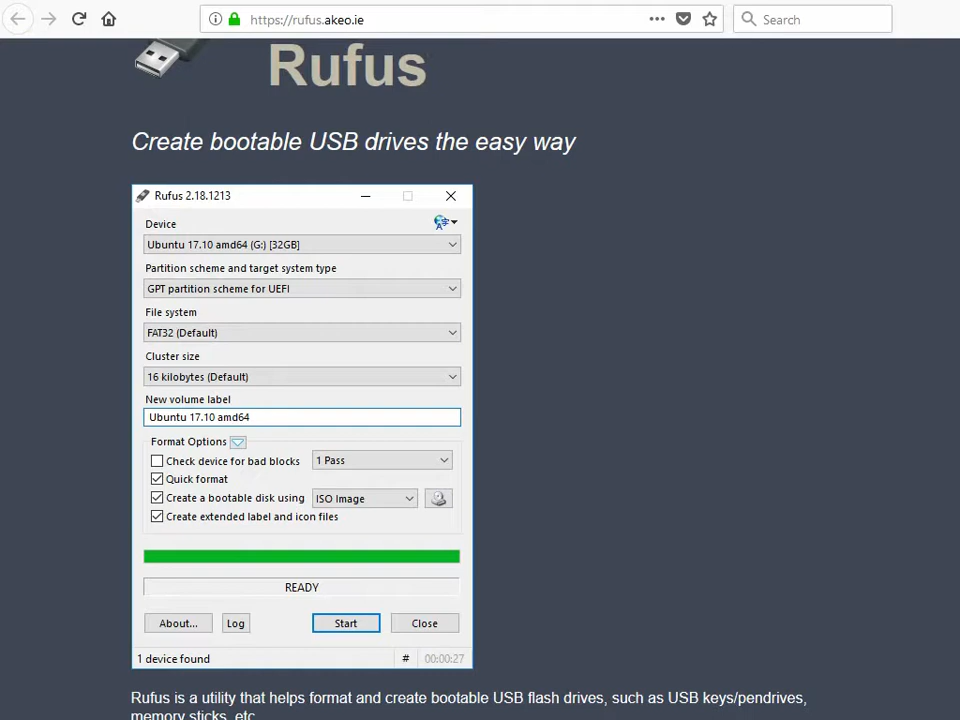 https://rufus.akeo.ie
Search
Rufus
Create bootable USB drives the easy way
Rufus 2.18.1213
Device
Ubuntu 17.10 amd64 (G:) [32GB]
Partition scheme and target system type
GPT partition scheme for UEFI
File system
FAT32 (Default)
Cluster size
16 kilobytes (Default)
New volume label
Ubuntu 17.10 amd64
Format Options
Check device for bad blocks
1 Pass
Quick format
Create a bootable disk using
ISO Image
Create extended label and icon files
READY
About...
Log
Start
Close
1 device found
#
00:00:27
Rufus is a utility that helps format and create bootable USB flash drives, such as USB keys/pendrives,
memory sticks, etc